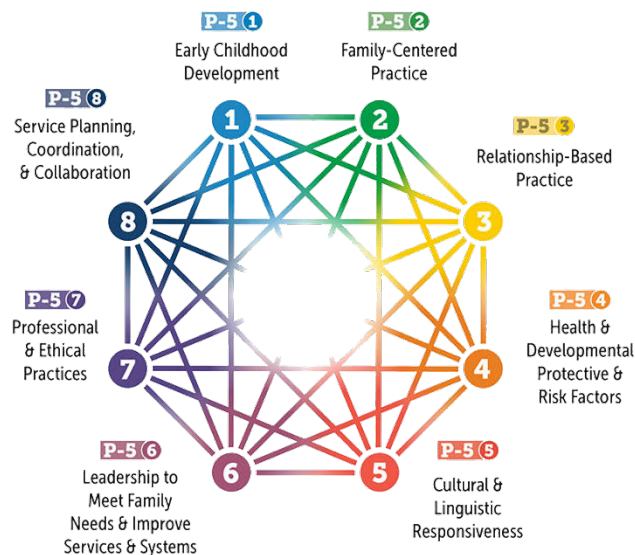 P-5 1
Early Childhood
Development
P-5 2
Family-Centered
Practice
P-5 3
Relationship-Based
Practice
P-5 4
Health &
Developmental
Protective &
Risk Factors
P-5 5
Cultural &
Linguistic
Responsiveness
P-5 6
Leadership to
Meet Family
Needs & Improve
Services & Systems
P-5 7
Professional
& Ethical
Practices
P-5 8
Service Planning,
Coordination,
& Collaboration
1
2
3
4
5
6
7
8